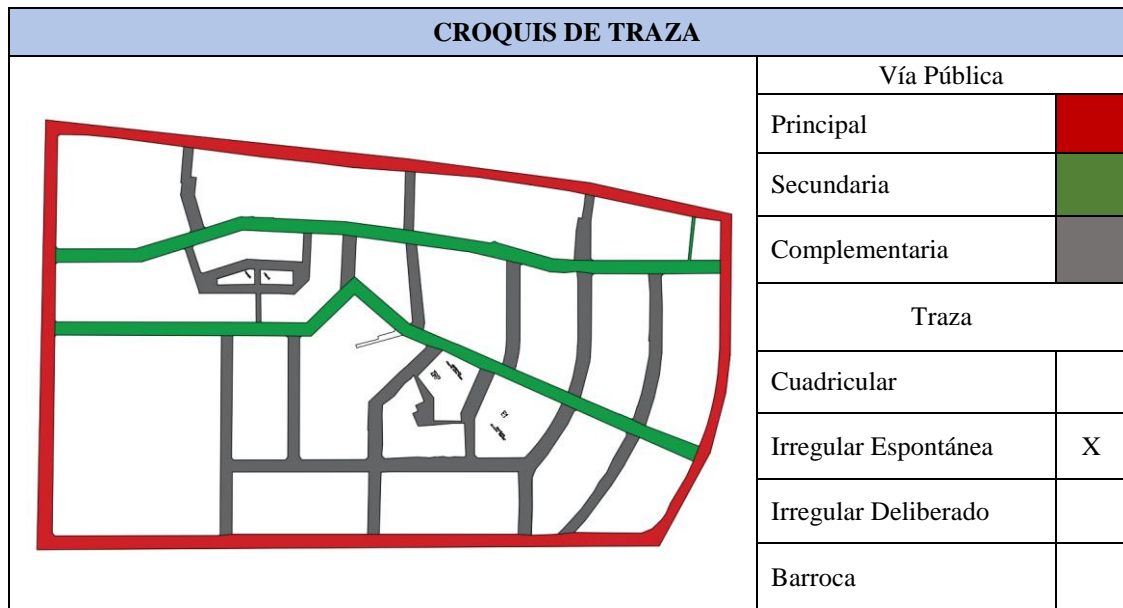 CROQUIS DE TRAZA
Vía Pública
Principal
Secundaria
Complementaria
Traza
Cuadricular
Irregular Espontánea X
Irregular Deliberado
Barroca